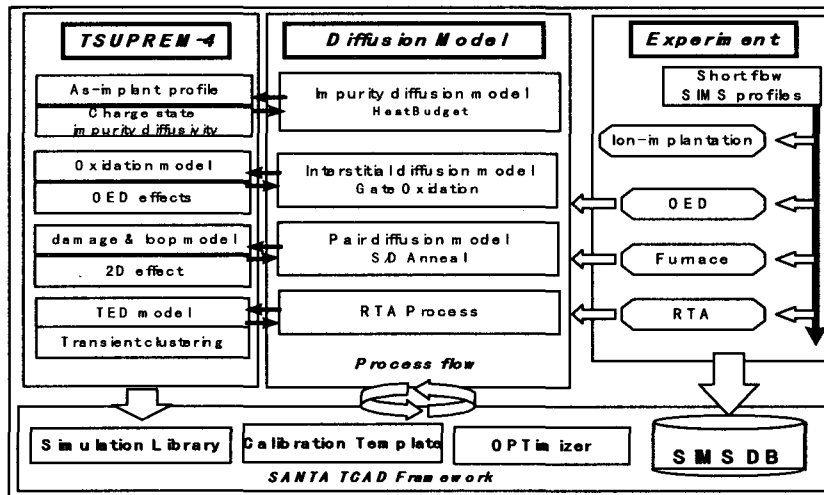 TSUPREM-4
As-implant profile
Charge state
impurity diffusivity
Oxidation model
OED effects
damage & loop model
2D effect
TED model
Transient clustering
Diffusion Model
Impurity diffusion model
Heat Budget
Interstitial diffusion model
Gate Oxidation
Pair diffusion model
S/D Anneal
RTA Process
Process flow
Experiment
Shortflow
SIMS profiles
Ion-implantation
OED
Furnace
RTA
Simulation Library
Calibration Template
OPTimizer
SIMS DB
SANTA TCAD Framework